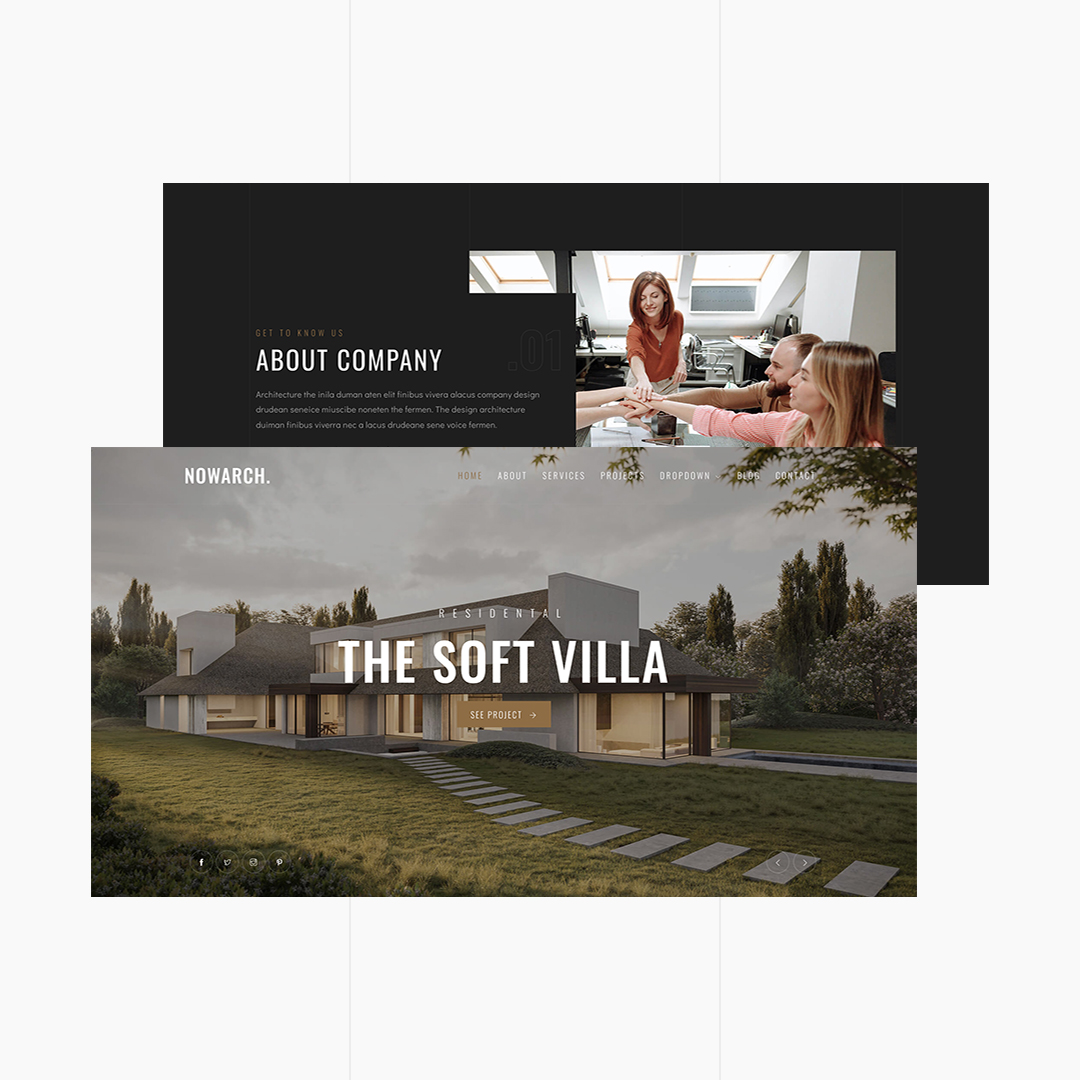 GET TO KNOW US
ABOUT COMPANY
.01
Architecture the inila duman aten elit finibus vivera alacus company design
drudean seneice miuscibe noneten the fermen. The design architecture
duiman finibus viverra nec a lacus drudeane sene voice fermen.
NOWARCH.
HOME ABOUT SERVICES PROJECTS DROPDOWN BLOG CONTACT
RESIDENTAL
THE SOFT VILLA
SEE PROJECT